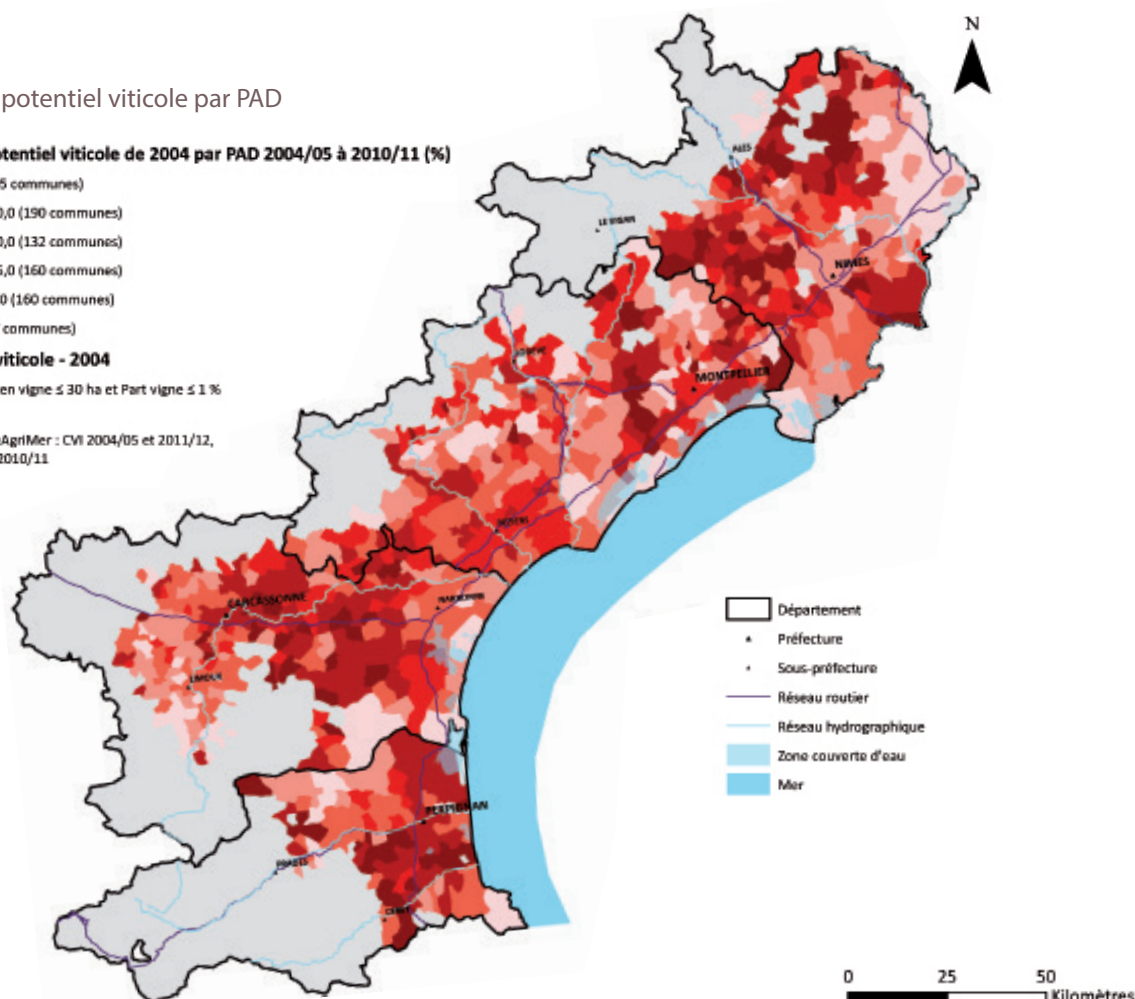 N
potentiel viticole par PAD
otentiel viticole de 2004 par PAD 2004/05 à 2010/11 (%)
5 communes)
0,0 (190 communes)
0,0 (132 communes)
5,0 (160 communes)
0 (160 communes)
communes)
viticole - 2004
en vigne ≤ 30 ha et Part vigne ≤ 1 %
AgriMer : CVI 2004/05 et 2011/12,
2010/11
ALES
LE VIGAN
NIMES
LODEVE
MONTPELLIER
BEZIERS
CARCASSONNE
NARBONNE
LIMOUX
PERPIGNAN
PRADES
CERET
Département
Préfecture
Sous-préfecture
Réseau routier
Réseau hydrographique
Zone couverte d'eau
Mer
0 25 50
Kilomètres